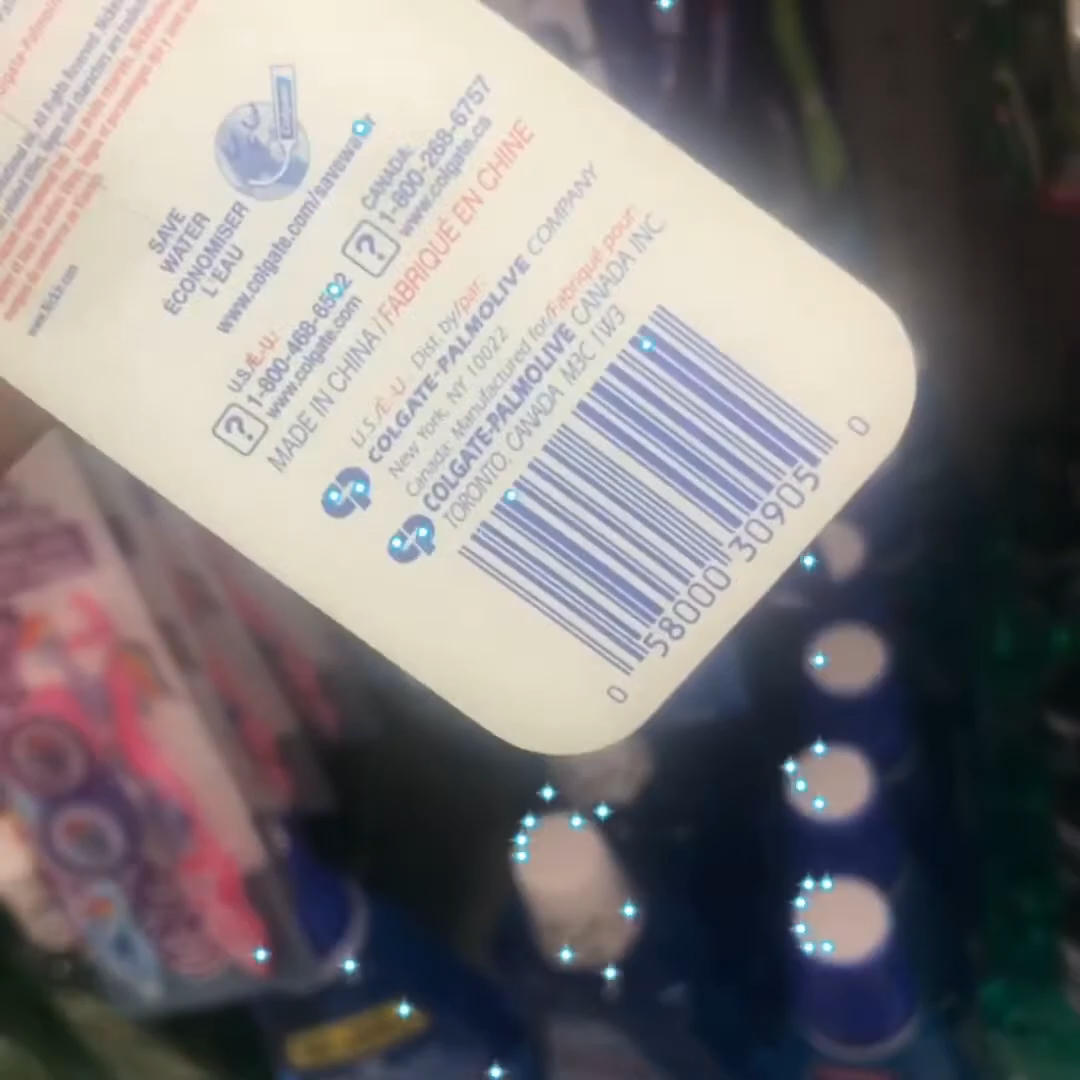 SAVE
WATER
ÉCONOMISER
L'EAU
www.colgate.com/savewater
U.S./É.-U.:
1-800-468-6502
www.colgate.com
CANADA:
1-800-268-6757
www.colgate.ca
MADE IN CHINA / FABRIQUÉ EN CHINE
U.S./É.-U. Dist. by/par:
COLGATE-PALMOLIVE COMPANY
New York, NY 10022
Canada: Manufactured for/Fabriqué pour:
COLGATE-PALMOLIVE CANADA INC
TORONTO, CANADA M3C 1W3
0 58000 30905 0